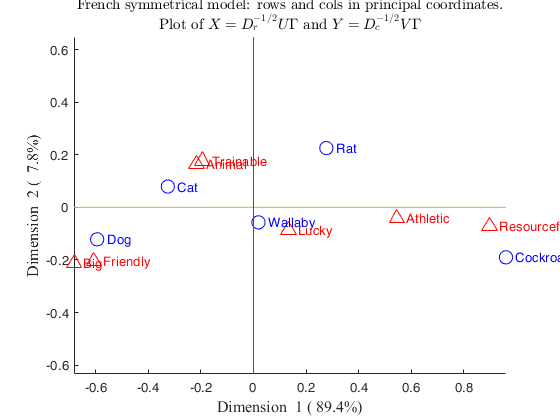 French symmetrical model: rows and cols in principal coordinates.
Plot of $X = D_r^{-1/2}U\Gamma$ and $Y = D_c^{-1/2}V\Gamma$
0.6
0.4
0.2
0
-0.2
-0.4
-0.6
Dimension 2 ( 7.8%)
Rat
Trainable
Animal
Cat
Wallaby
Lucky
Athletic
Resourcef
Dog
Big
Friendly
Cockroa
-0.6
-0.4
-0.2
0
0.2
0.4
0.6
0.8
Dimension 1 ( 89.4%)